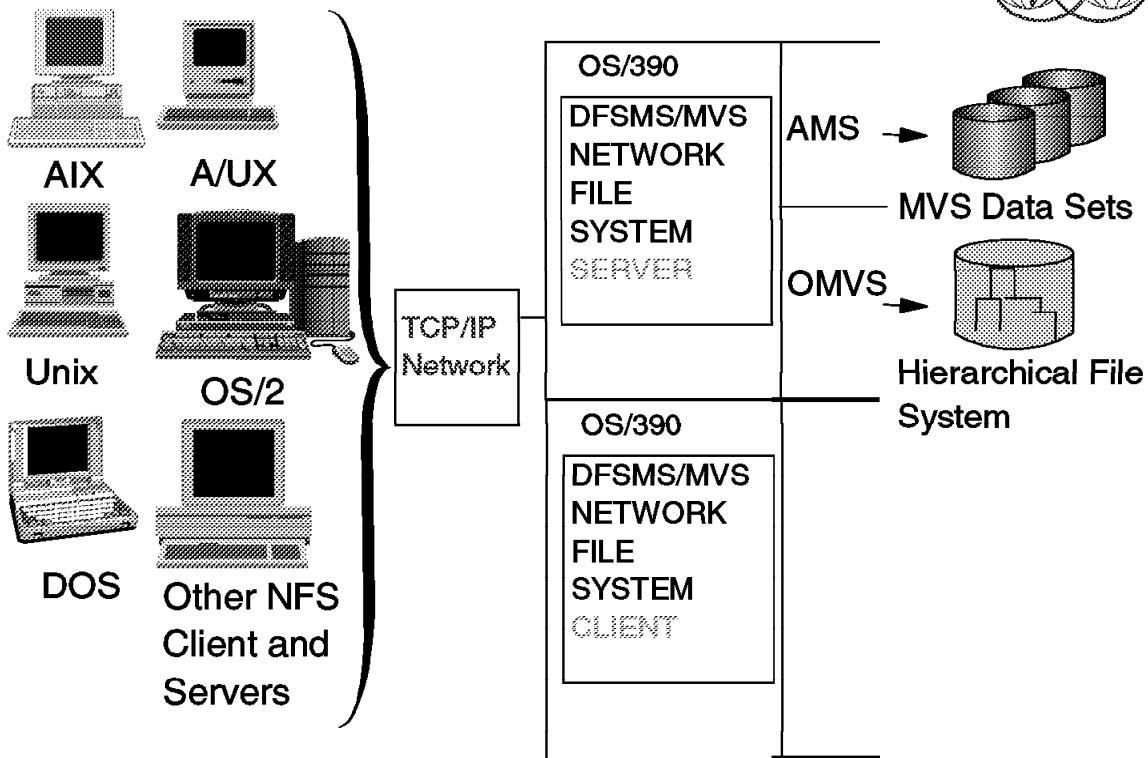 AIX
A/UX
Unix
OS/2
DOS
Other NFS
Client and
Servers
TCP/IP
Network
OS/390
DFSMS/MVS
NETWORK
FILE
SYSTEM
SERVER
AMS
MVS Data Sets
OMVS
Hierarchical File
System
OS/390
DFSMS/MVS
NETWORK
FILE
SYSTEM
CLIENT